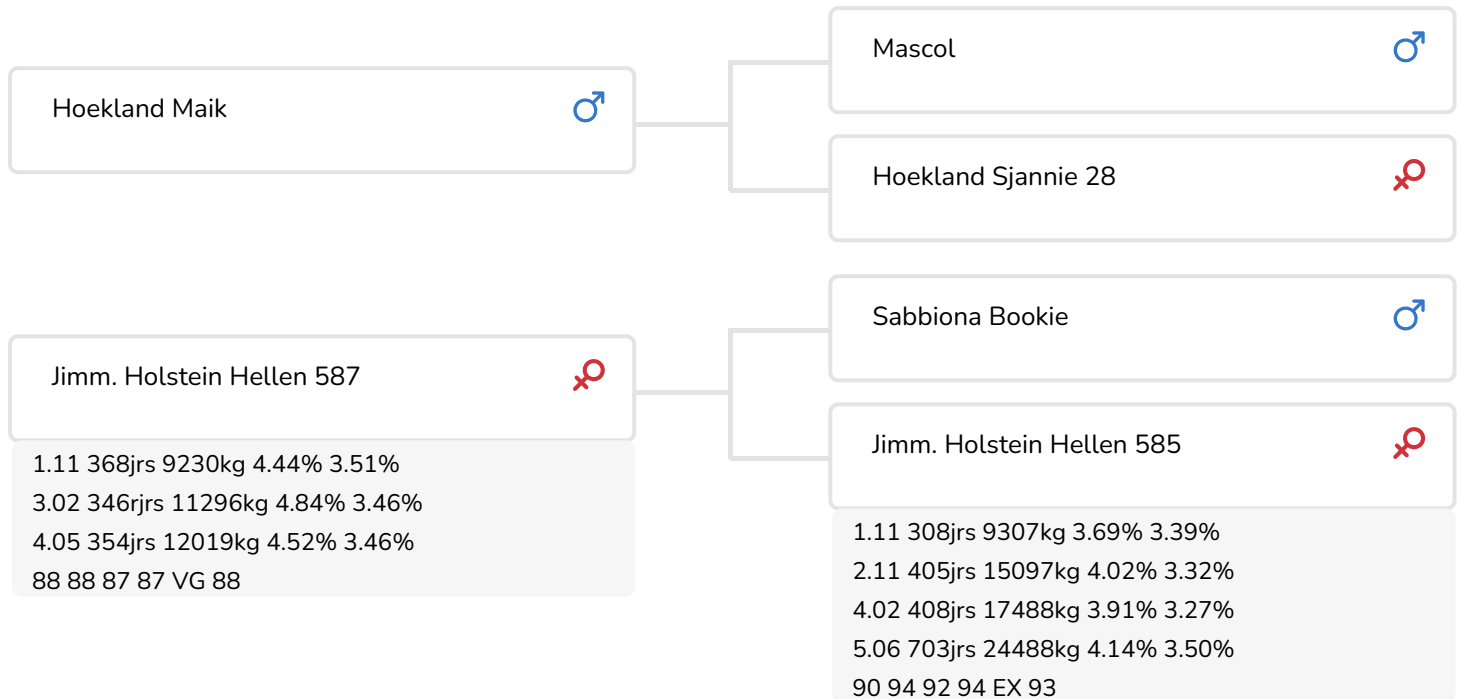 Hoekland Maik
Mascol
Hoekland Sjannie 28
Jimm. Holstein Hellen 587
1.11 368jrs 9230kg 4.44% 3.51%
3.02 346rjrs 11296kg 4.84% 3.46%
4.05 354jrs 12019kg 4.52% 3.46%
88 88 87 87 VG 88
Sabbiona Bookie
Jimm. Holstein Hellen 585
1.11 308jrs 9307kg 3.69% 3.39%
2.11 405jrs 15097kg 4.02% 3.32%
4.02 408jrs 17488kg 3.91% 3.27%
5.06 703jrs 24488kg 4.14% 3.50%
90 94 92 94 EX 93